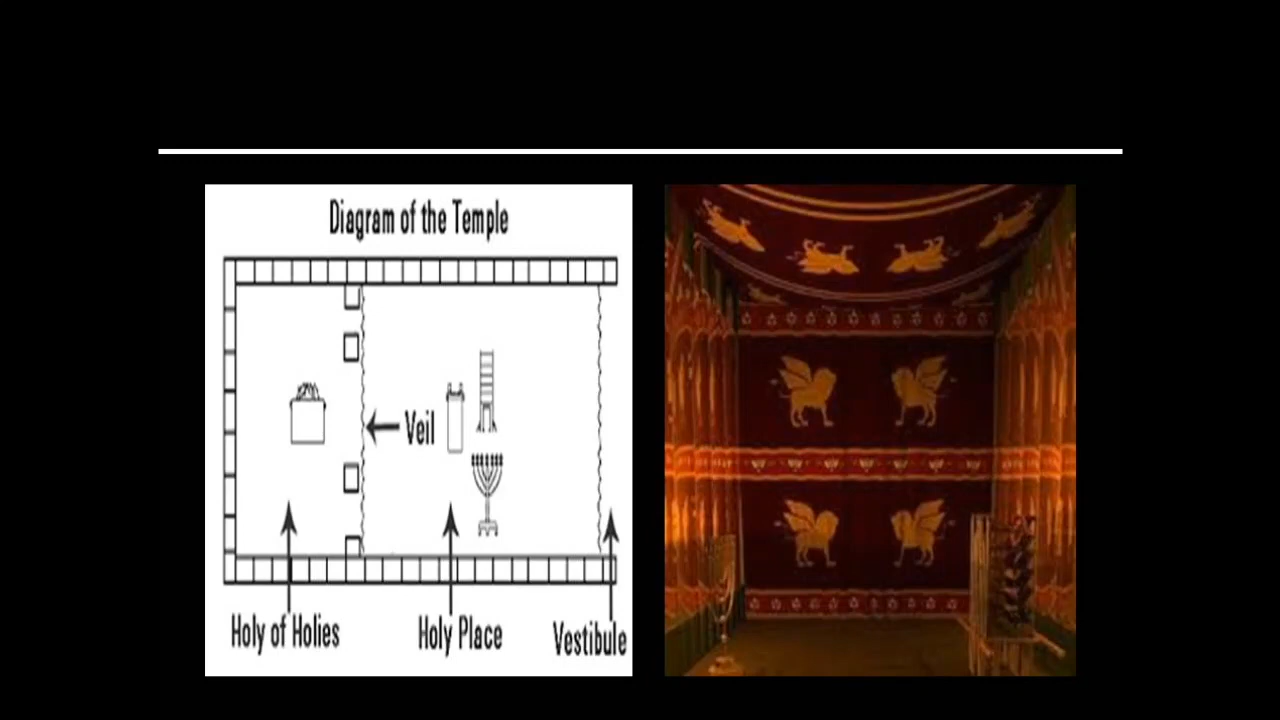 Diagram of the Temple
Veil
Holy of Holies
Holy Place
Vestibule